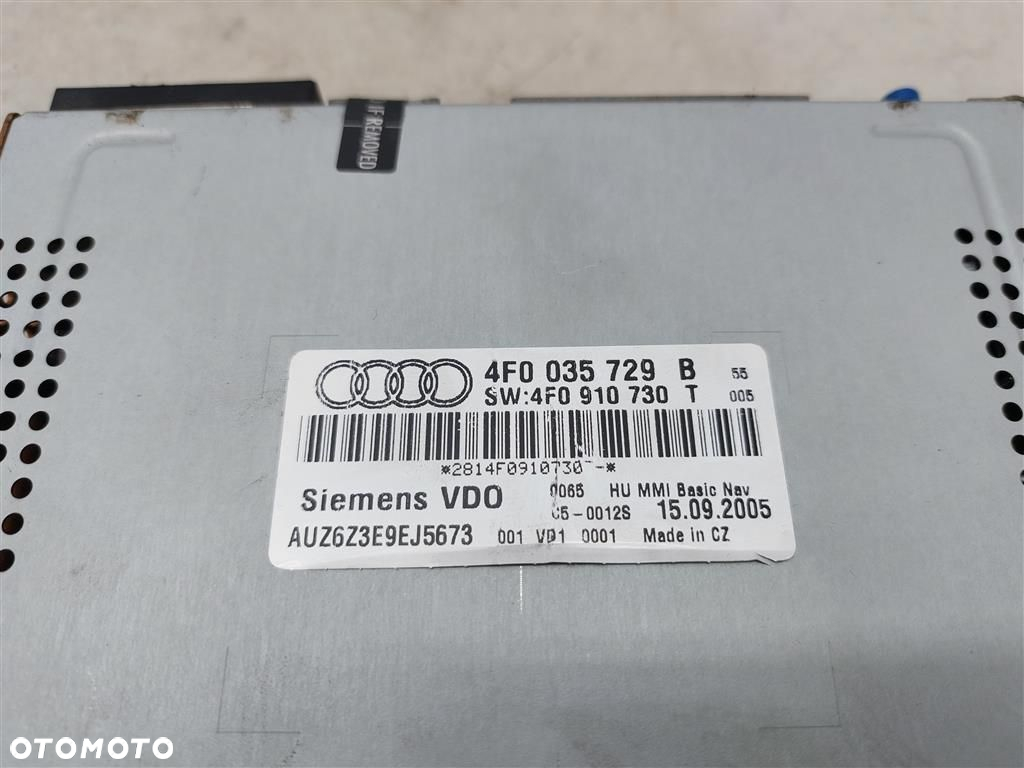 IF REMOVED
4F0 035 729 B 55
SW:4F0 910 730 T 005
*2814F0910730 -*
Siemens VDO 0065 HU MMI Basic Nav
C5-0012S 15.09.2005
AUZ6Z3E9EJ5673 001 VD1 0001 Made in CZ
OTOMOTO